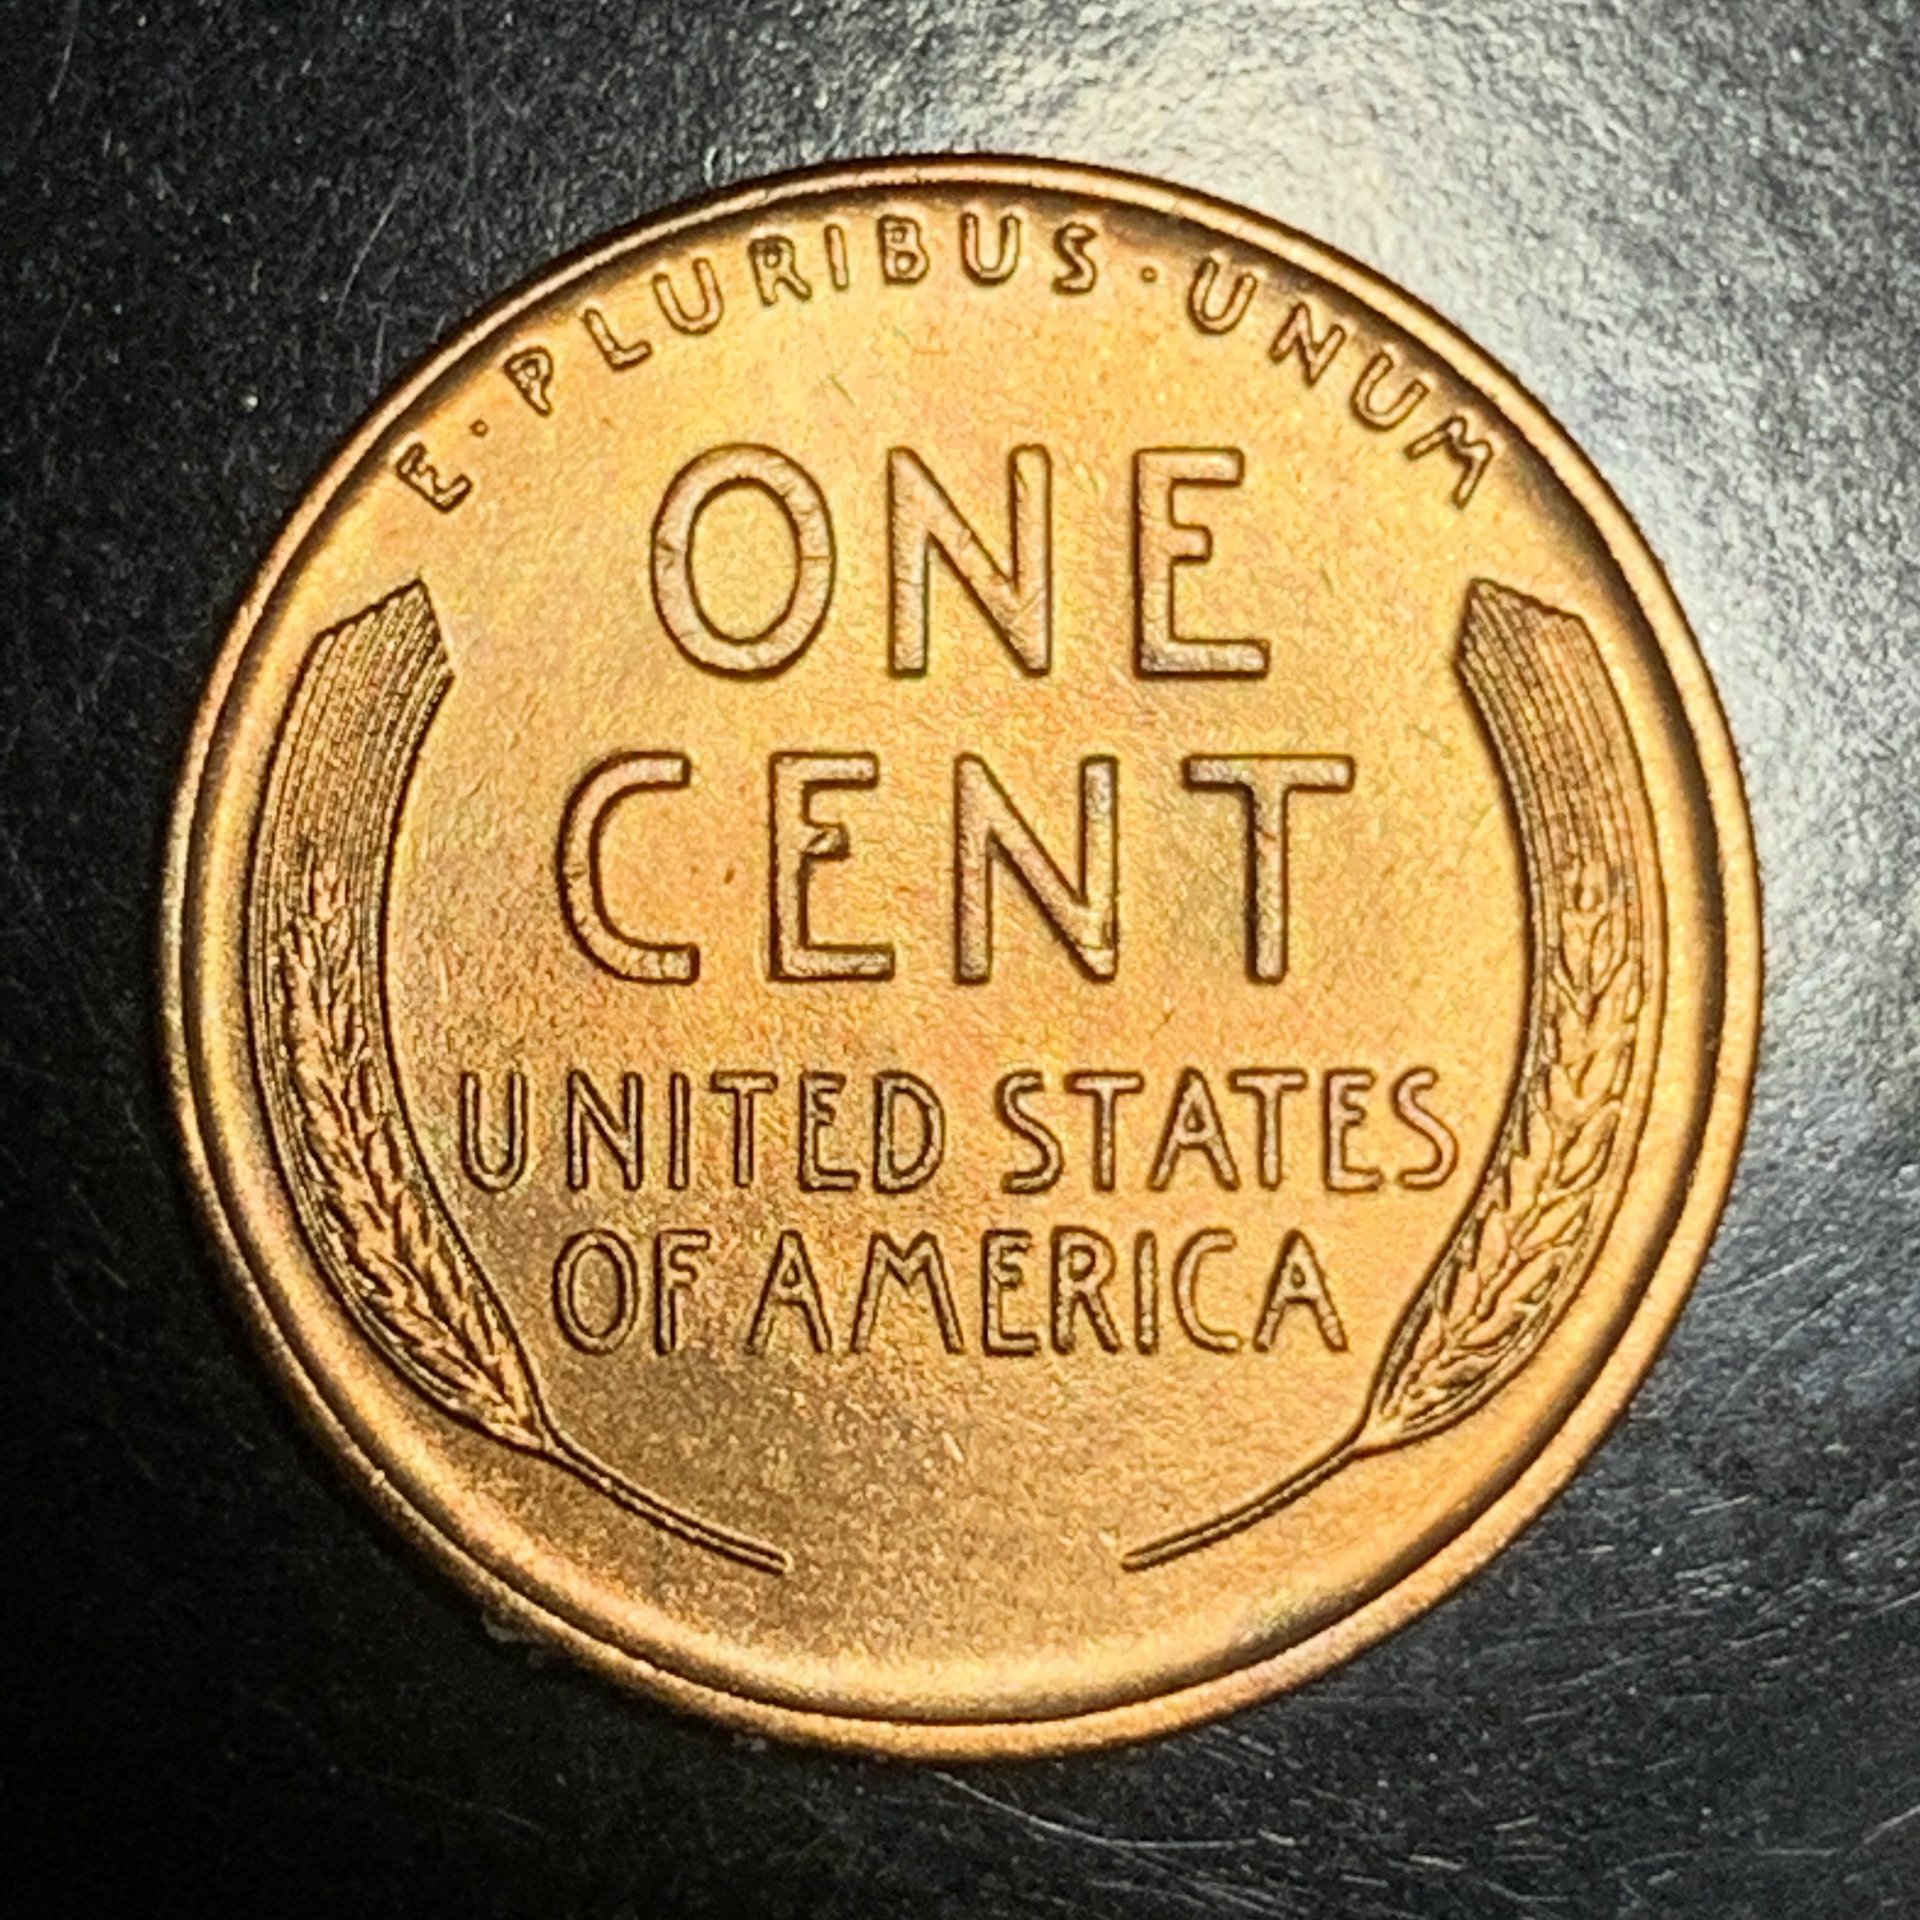 E · PLURIBUS · UNUM
ONE
CENT
UNITED STATES
OF AMERICA